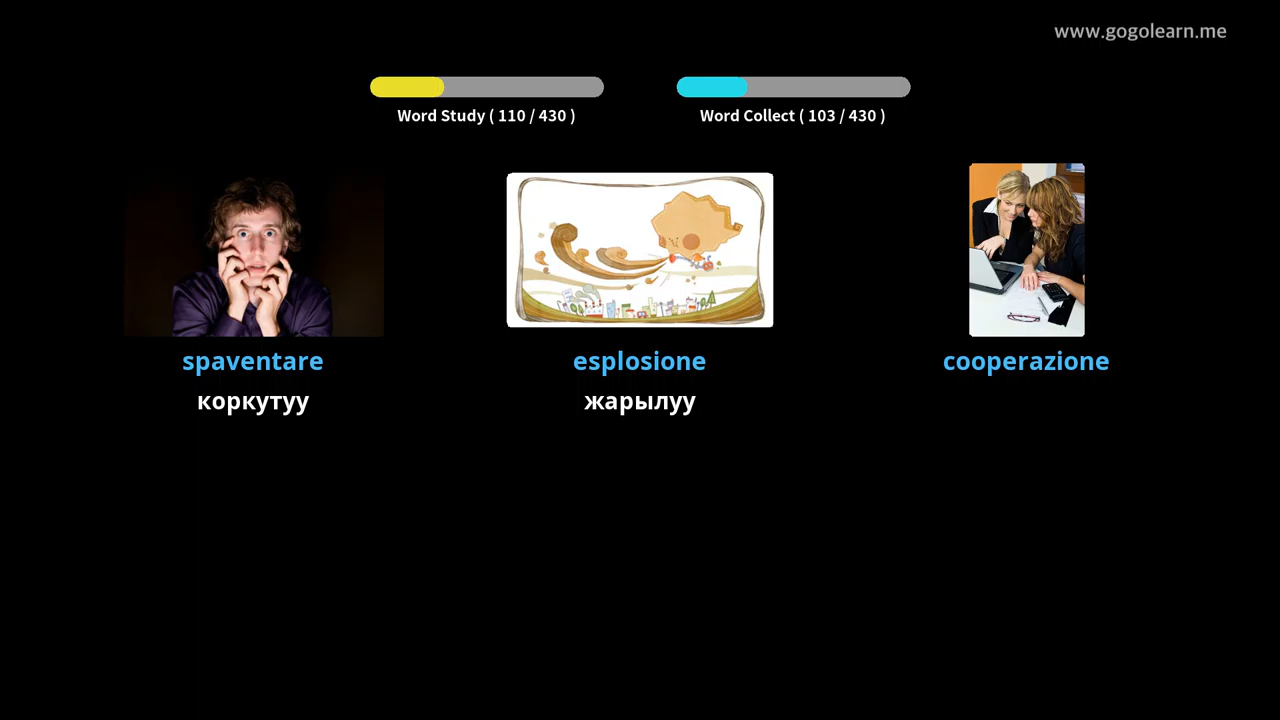 www.gogolearn.me
Word Study ( 110 / 430 )
Word Collect ( 103 / 430 )
spaventare
esplosione
cooperazione
коркутуу
жарылуу